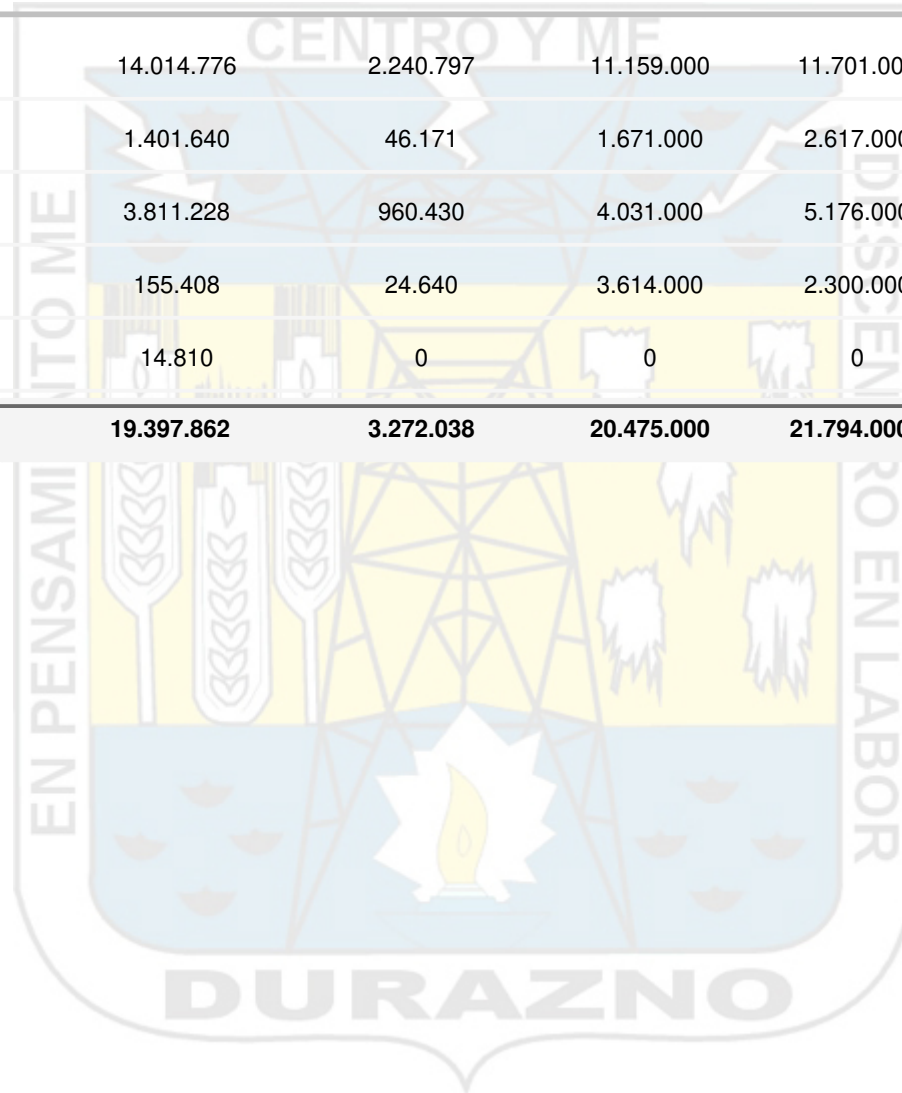 CENTRO Y ME
14.014.776 2.240.797 11.159.000 11.701.00
1.401.640 46.171 1.671.000 2.617.000
3.811.228 960.430 4.031.000 5.176.000
155.408 24.640 3.614.000 2.300.000
14.810 0 0 0
19.397.862 3.272.038 20.475.000 21.794.000
EN PENSAMIENTO ME
DESCENTRO EN LABOR
DURAZNO